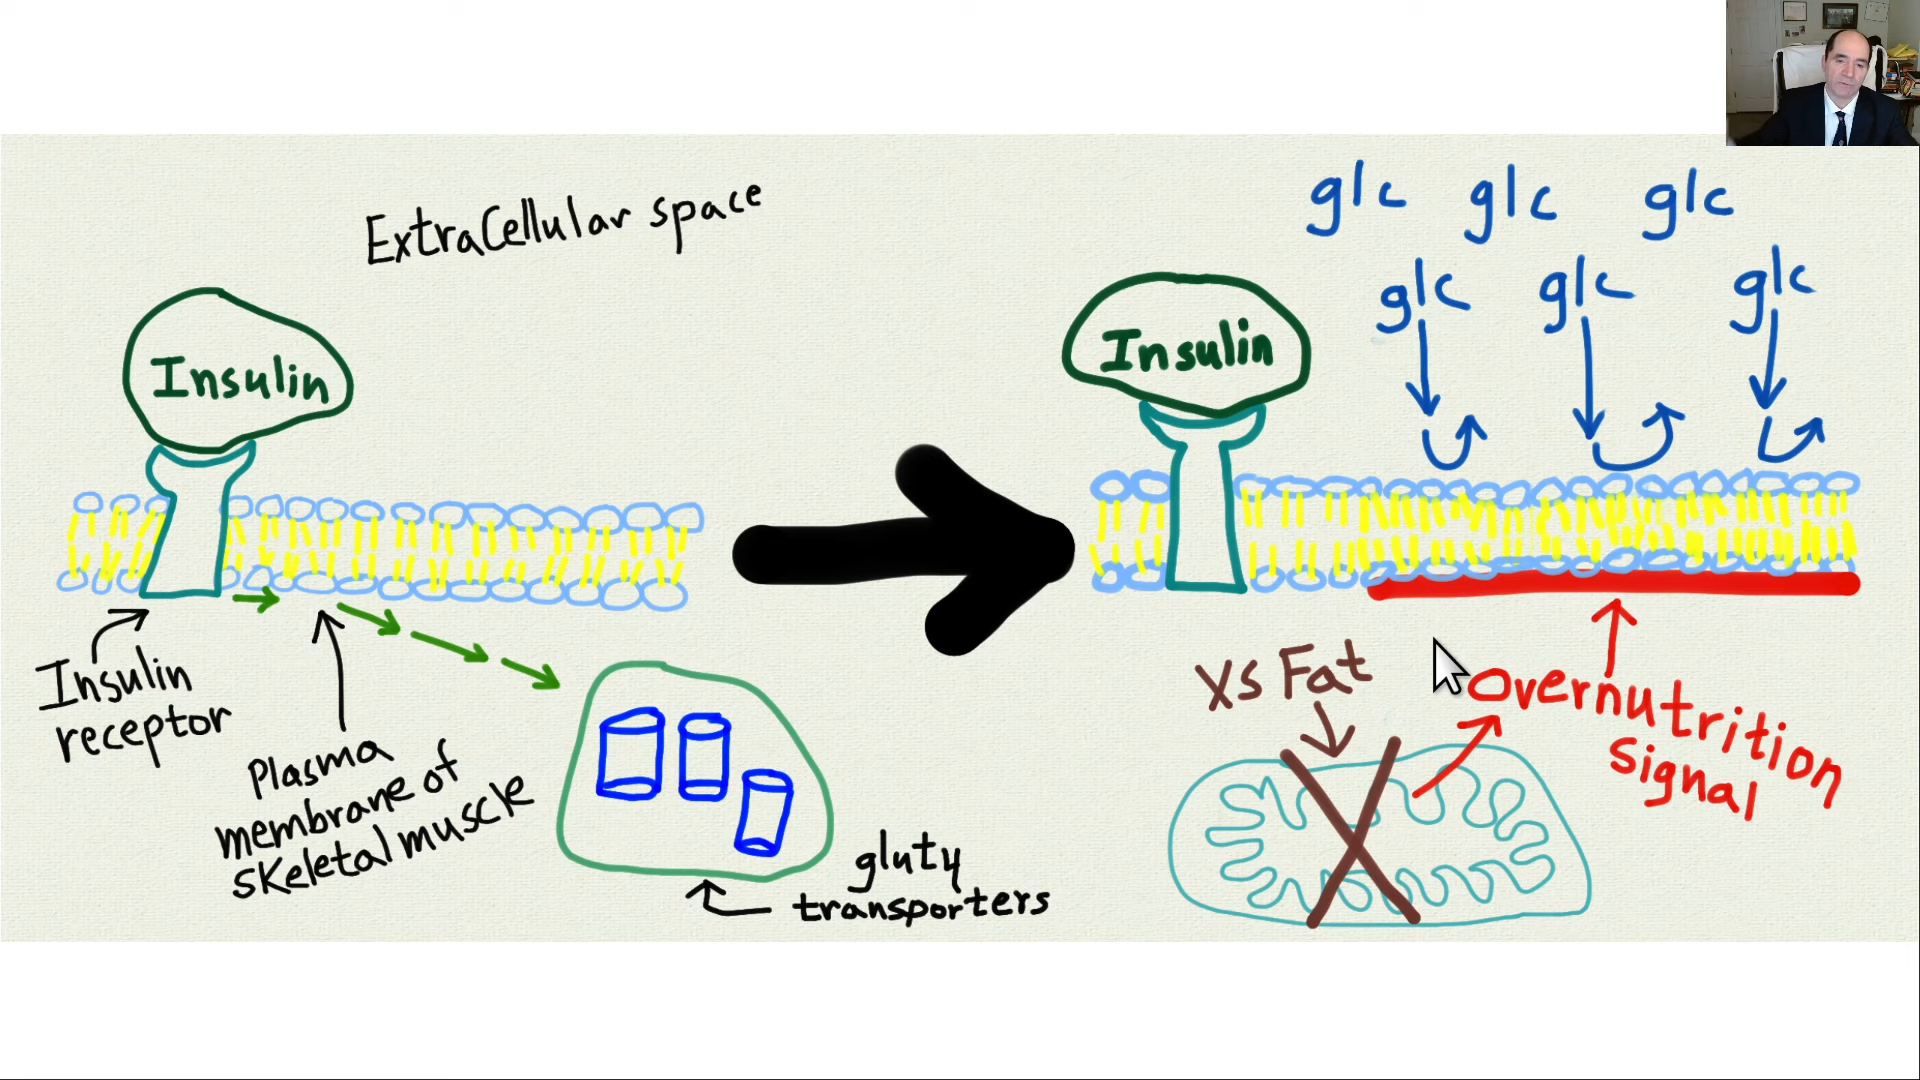 ExtraCellular space
Insulin
Insulin
receptor
Plasma
membrane of
skeletal muscle
glut4
transporters
glc glc glc
glc glc glc
Insulin
xs Fat
Overnutrition
Signal